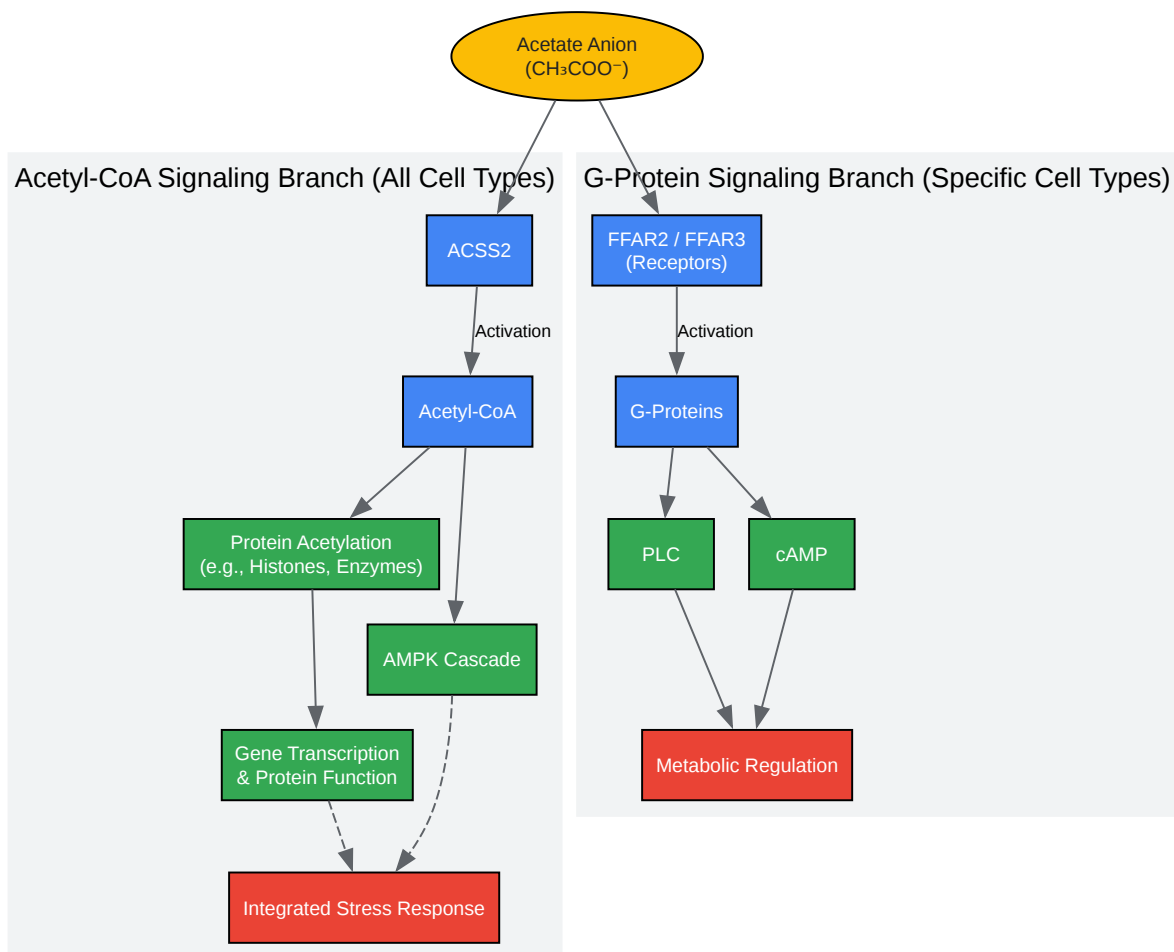 Acetate Anion
(CH₃COO⁻)
Acetyl-CoA Signaling Branch (All Cell Types)
G-Protein Signaling Branch (Specific Cell Types)
ACSS2
FFAR2 / FFAR3
(Receptors)
Activation
Activation
Acetyl-CoA
G-Proteins
Protein Acetylation
(e.g., Histones, Enzymes)
PLC
cAMP
AMPK Cascade
Gene Transcription
& Protein Function
Metabolic Regulation
Integrated Stress Response